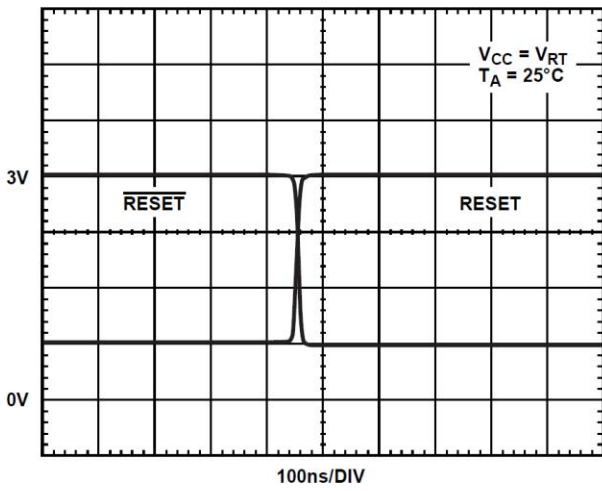 V_CC = V_RT
T_A = 25°C
3V
RESET
RESET
0V
100ns/DIV